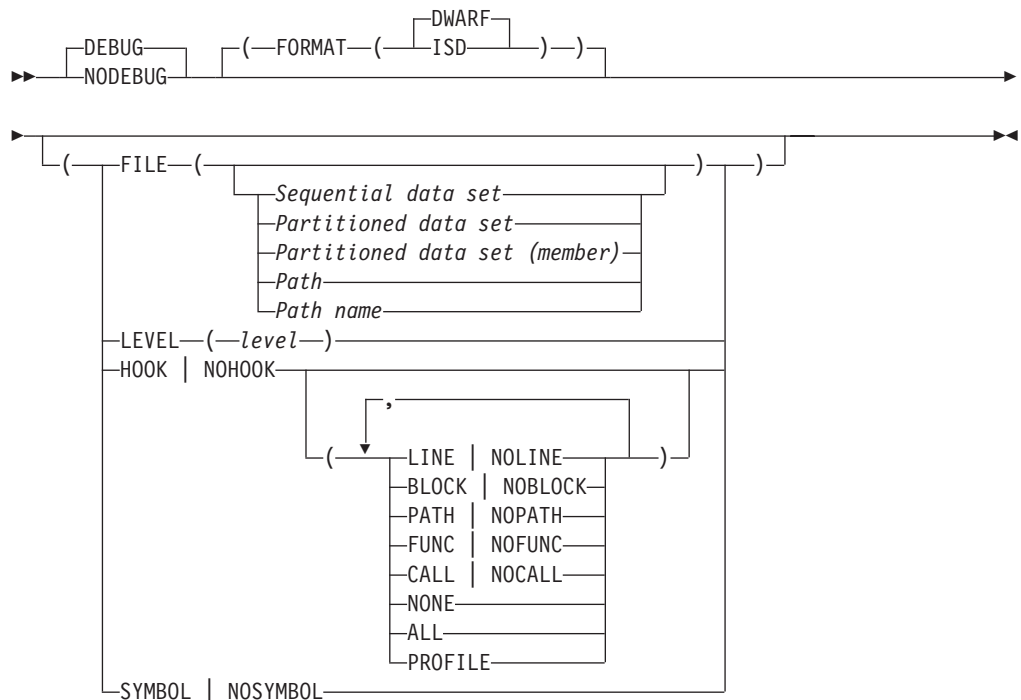 DWARF
DEBUG ( FORMAT ( ISD ) )
NODEBUG
( FILE ( ) )
Sequential data set
Partitioned data set
Partitioned data set (member)
Path
Path name
LEVEL ( level )
HOOK | NOHOOK
,
( LINE | NOLINE )
BLOCK | NOBLOCK
PATH | NOPATH
FUNC | NOFUNC
CALL | NOCALL
NONE
ALL
PROFILE
SYMBOL | NOSYMBOL